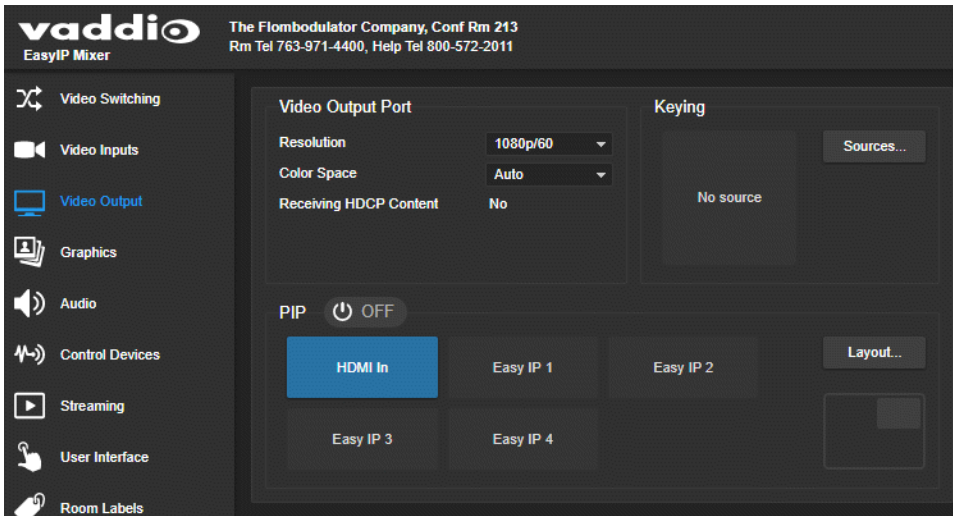 vaddio
EasyIP Mixer
The Flombodulator Company, Conf Rm 213
Rm Tel 763-971-4400, Help Tel 800-572-2011
Video Switching
Video Inputs
Video Output
Graphics
Audio
Control Devices
Streaming
User Interface
Room Labels
Video Output Port
Resolution 1080p/60
Color Space Auto
Receiving HDCP Content No
Keying
No source
Sources...
PIP OFF
HDMI In Easy IP 1 Easy IP 2
Easy IP 3 Easy IP 4
Layout...